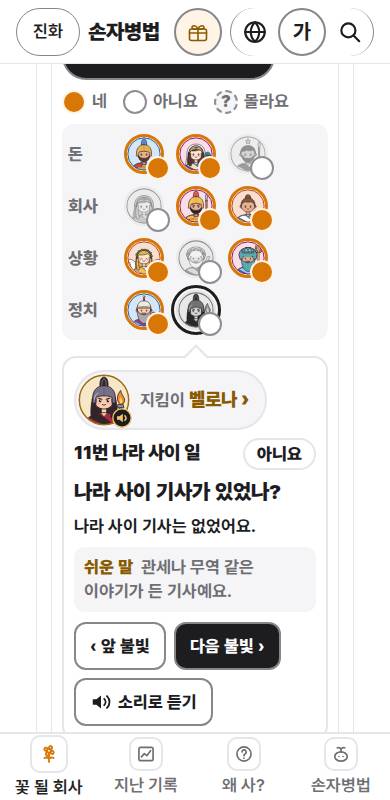 진화 손자병법 가
네 아니요 ? 몰라요
돈
회사
상황
정치
지킴이 벨로나 ›
11번 나라 사이 일 아니요
나라 사이 기사가 있었나?
나라 사이 기사는 없었어요.
쉬운 말 관세나 무역 같은
이야기가 든 기사예요.
‹ 앞 불빛 다음 불빛 ›
소리로 듣기
꽃 될 회사 지난 기록 왜 사? 손자병법